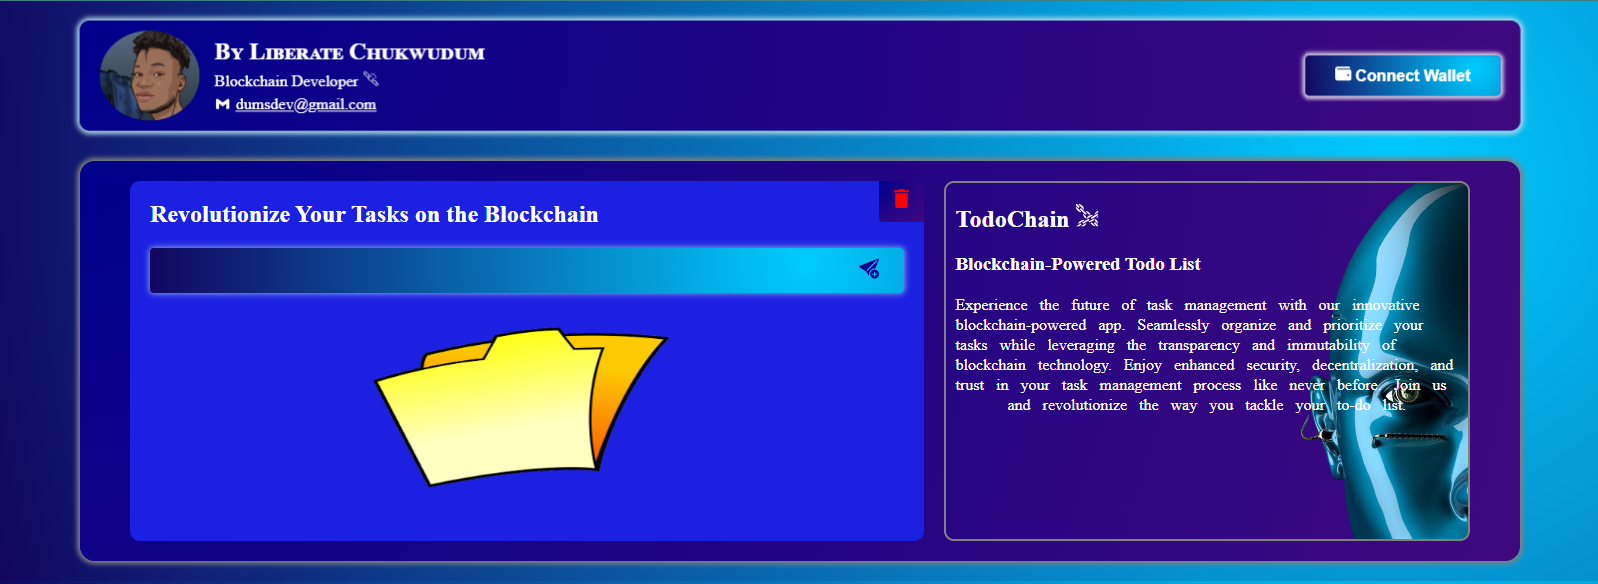 By Liberate Chukwudum
Blockchain Developer
dumsdev@gmail.com
Connect Wallet
Revolutionize Your Tasks on the Blockchain
TodoChain
Blockchain-Powered Todo List
Experience the future of task management with our innovative
blockchain-powered app. Seamlessly organize and prioritize your
tasks while leveraging the transparency and immutability of
blockchain technology. Enjoy enhanced security, decentralization, and
trust in your task management process like never before. Join us
and revolutionize the way you tackle your to-do list.